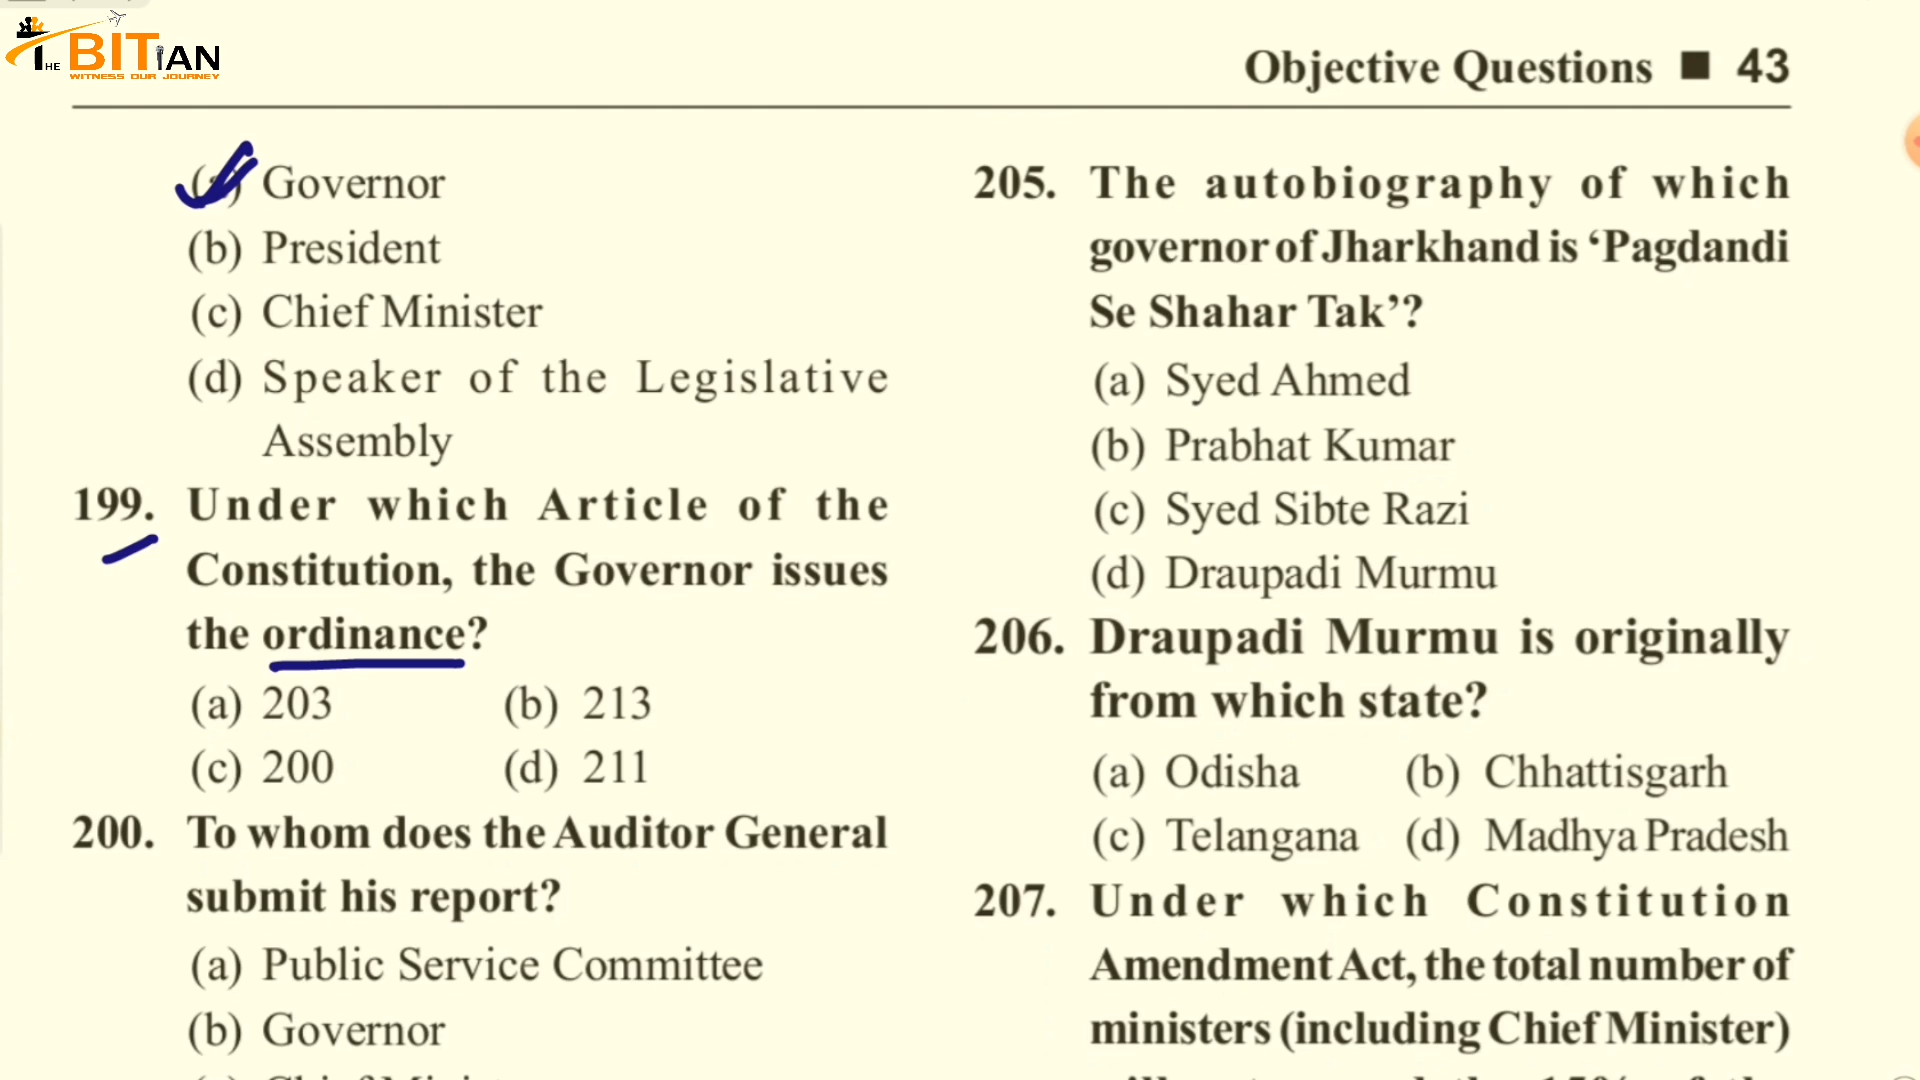 THE BITIAN
WITNESS OUR JOURNEY
Objective Questions ■ 43
(a) Governor
(b) President
(c) Chief Minister
(d) Speaker of the Legislative
Assembly
199. Under which Article of the
Constitution, the Governor issues
the ordinance?
(a) 203 (b) 213
(c) 200 (d) 211
200. To whom does the Auditor General
submit his report?
(a) Public Service Committee
(b) Governor
205. The autobiography of which
governor of Jharkhand is ‘Pagdandi
Se Shahar Tak’?
(a) Syed Ahmed
(b) Prabhat Kumar
(c) Syed Sibte Razi
(d) Draupadi Murmu
206. Draupadi Murmu is originally
from which state?
(a) Odisha (b) Chhattisgarh
(c) Telangana (d) Madhya Pradesh
207. Under which Constitution
Amendment Act, the total number of
ministers (including Chief Minister)